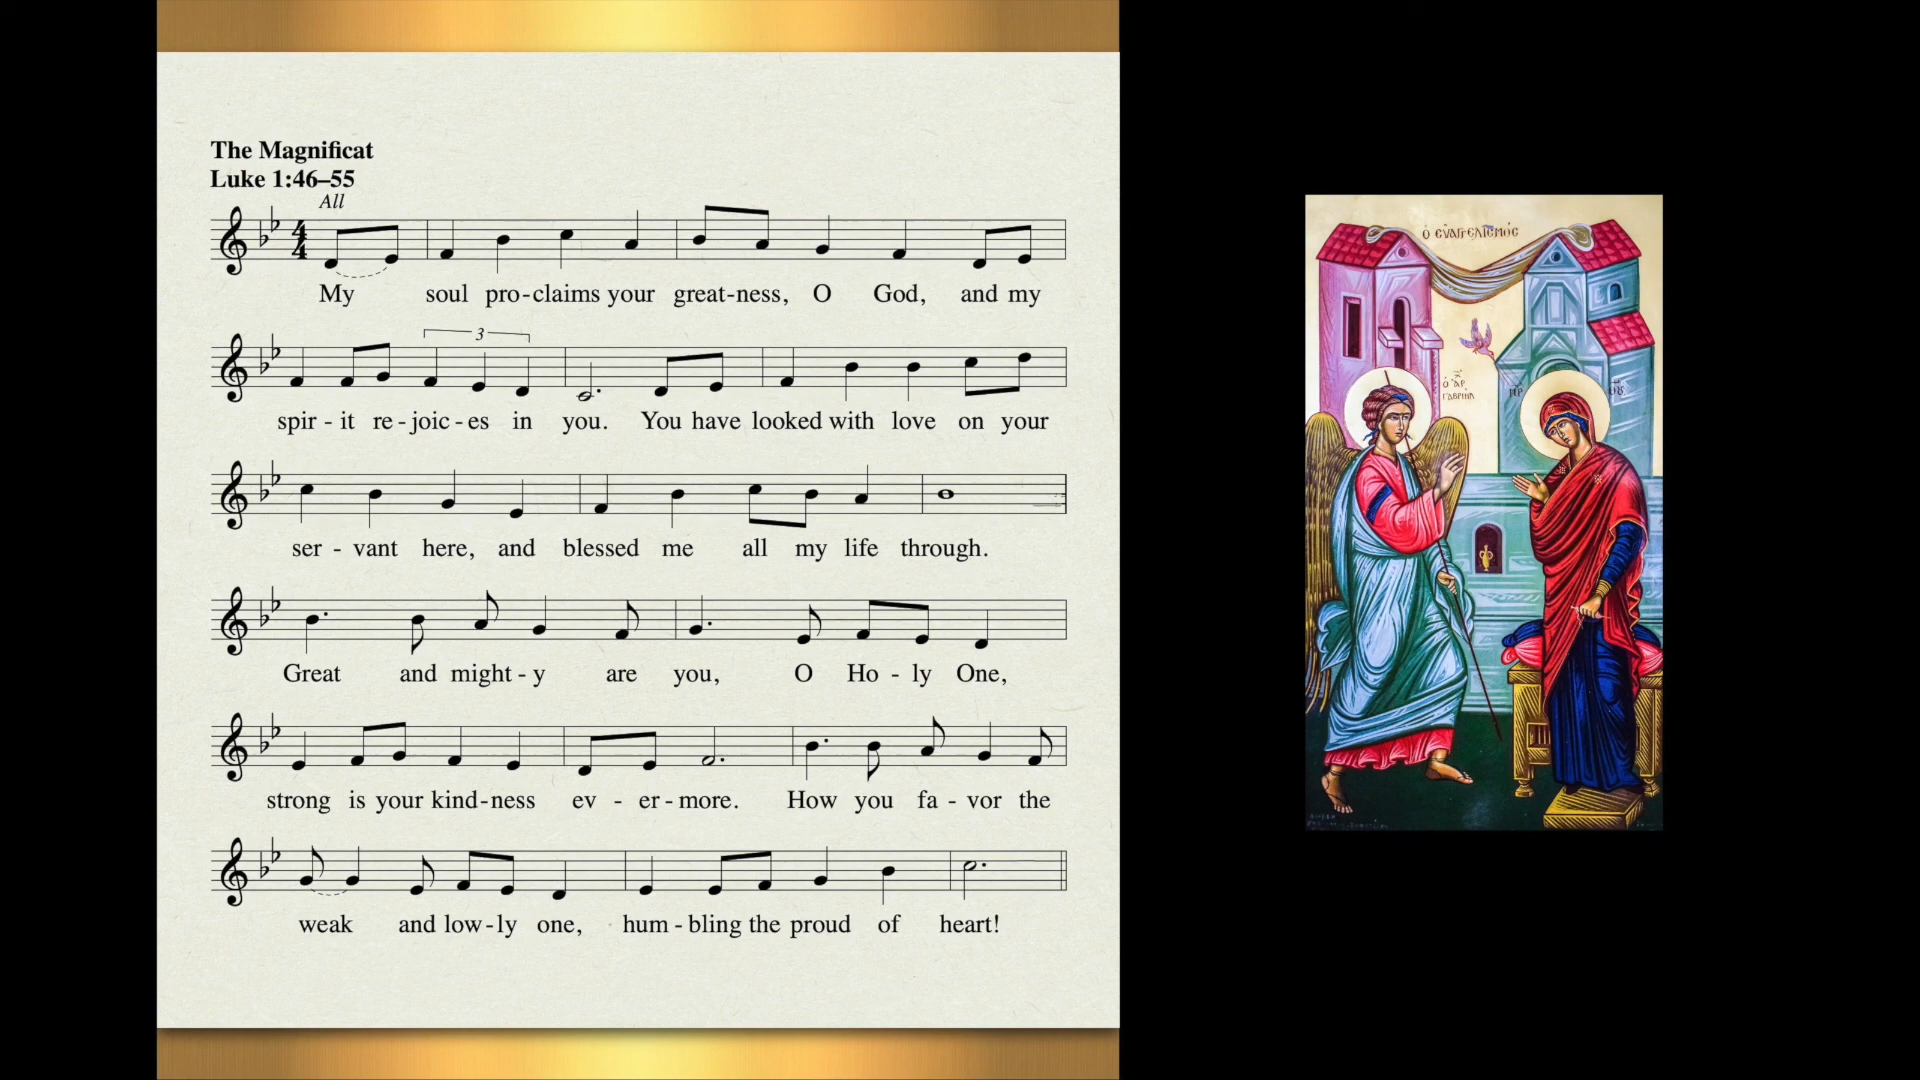 The Magnificat
Luke 1:46–55
All
My soul pro-claims your great-ness, O God, and my
3
spir - it re - joic - es in you. You have looked with love on your
ser - vant here, and blessed me all my life through.
Great and might - y are you, O Ho - ly One,
strong is your kind-ness ev - er - more. How you fa - vor the
weak and low - ly one, hum - bling the proud of heart!